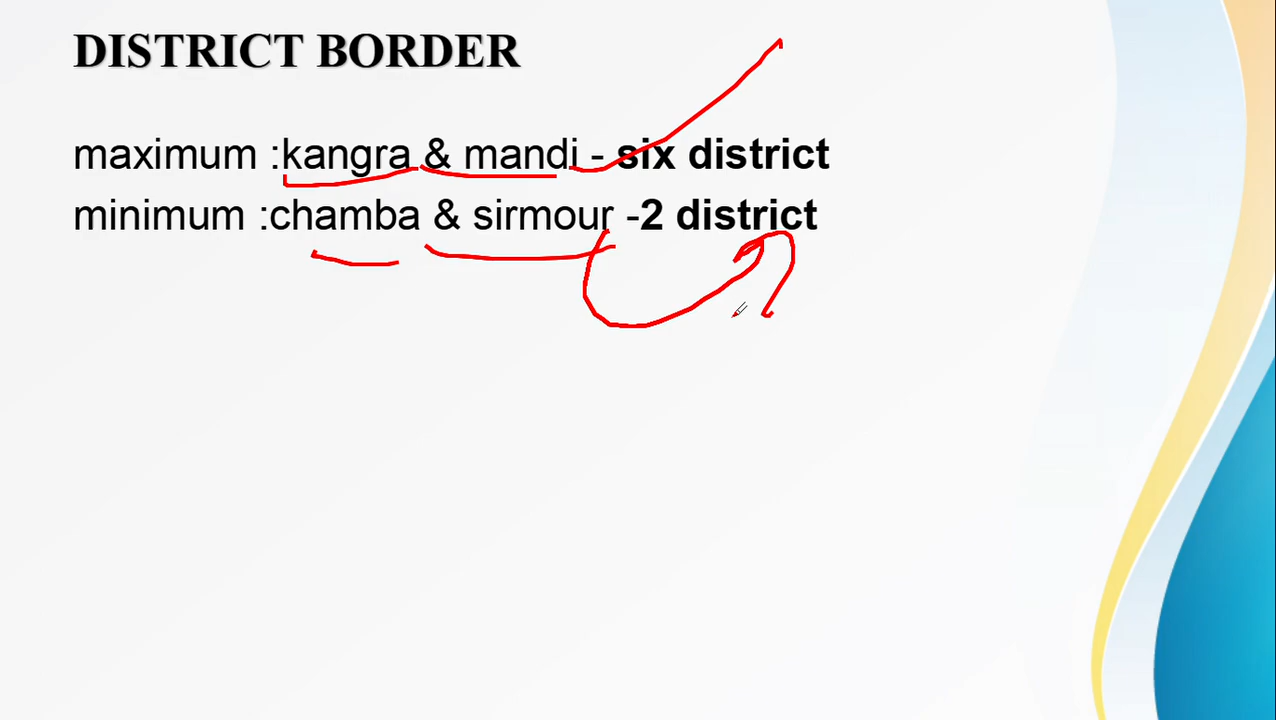 DISTRICT BORDER
maximum :kangra & mandi - six district
minimum :chamba & sirmour -2 district